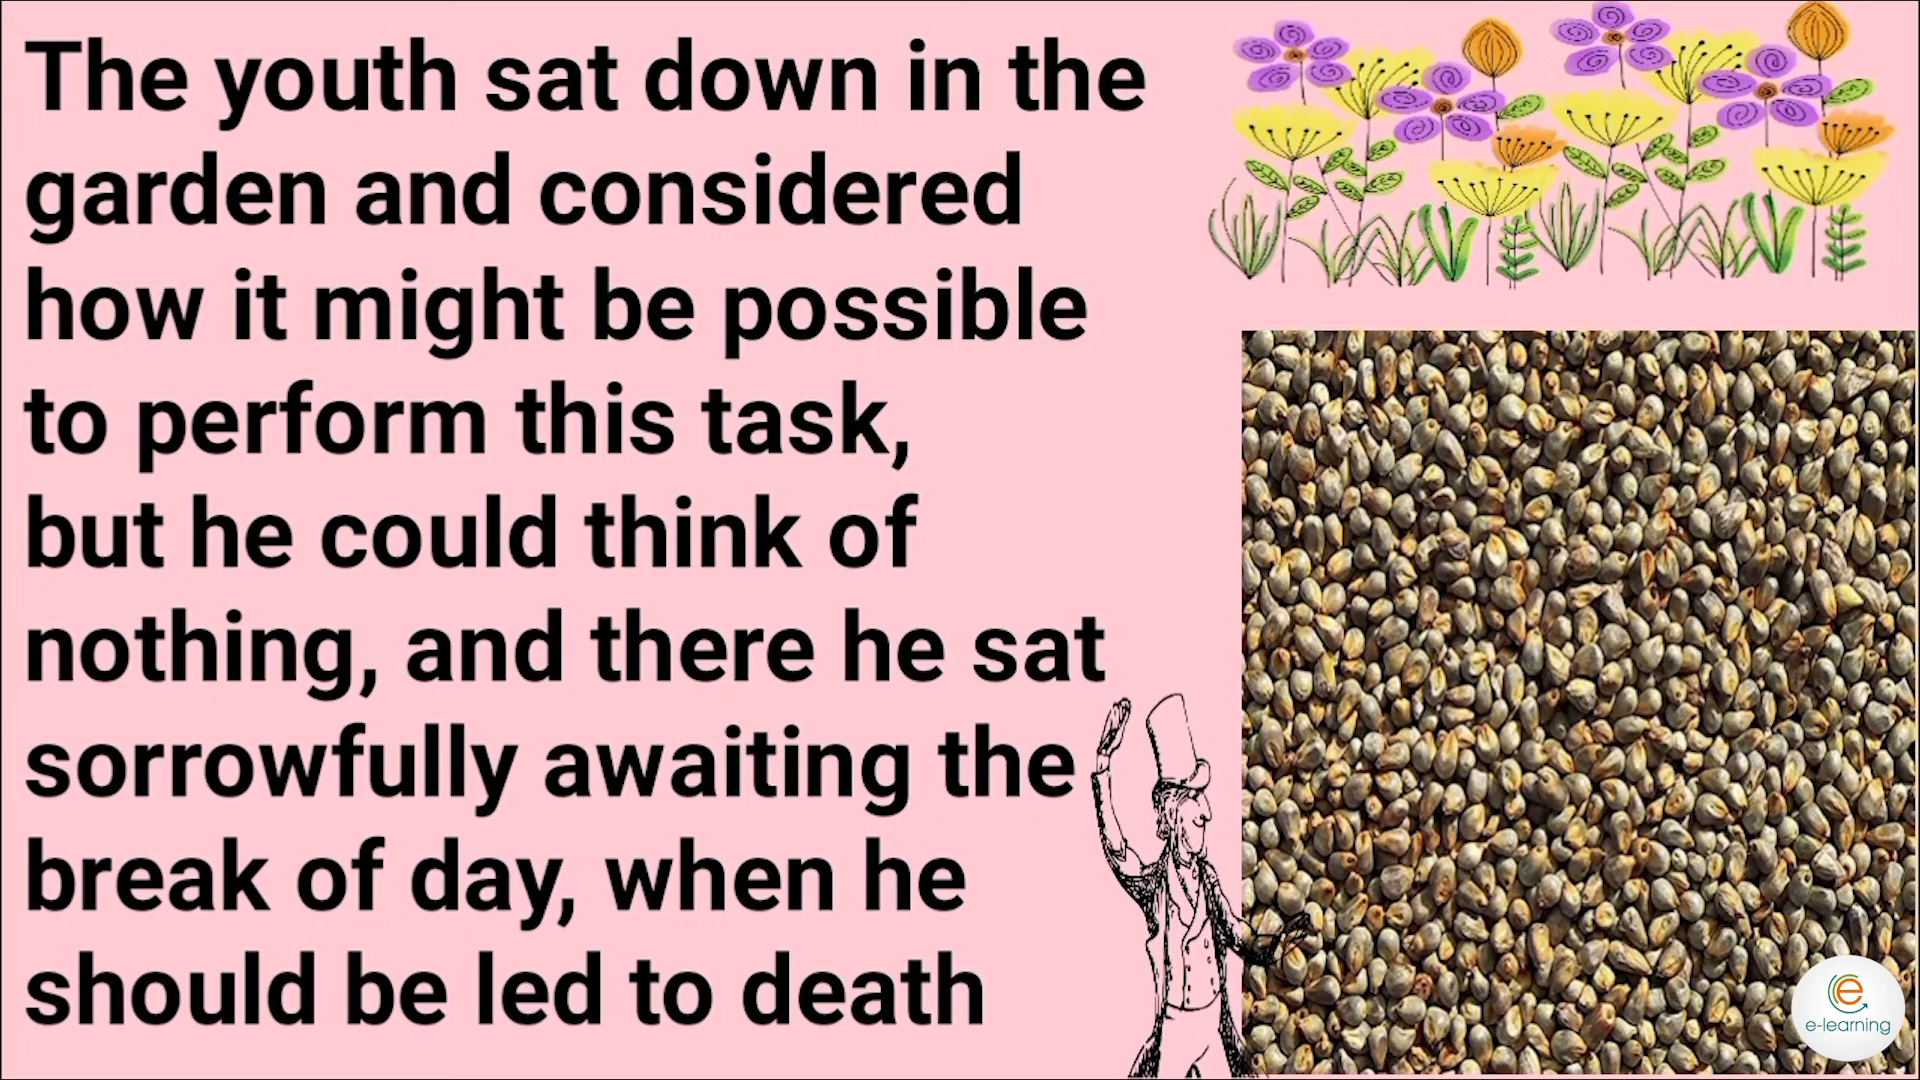 The youth sat down in the
garden and considered
how it might be possible
to perform this task,
but he could think of
nothing, and there he sat
sorrowfully awaiting the
break of day, when he
should be led to death
e
e-learning